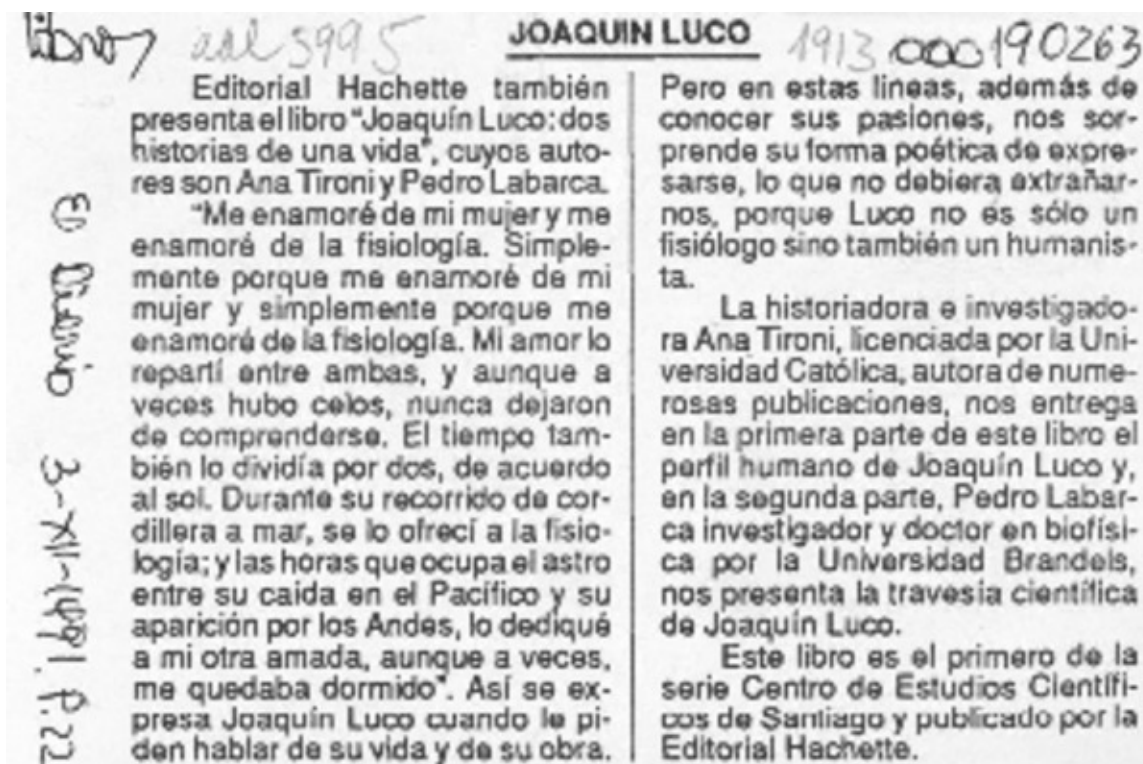 JOAQUIN LUCO
aal 5995
1913
000190263
Editorial Hachette también
presenta el libro "Joaquín Luco: dos
historias de una vida", cuyos auto-
res son Ana Tironi y Pedro Labarca.
"Me enamoré de mi mujer y me
enamoré de la fisiología. Simple-
mente porque me enamoré de mi
mujer y simplemente porque me
enamoré de la fisiología. Mi amor lo
repartí entre ambas, y aunque a
veces hubo celos, nunca dejaron
de comprenderse. El tiempo tam-
bién lo dividía por dos, de acuerdo
al sol. Durante su recorrido de cor-
dillera a mar, se lo ofrecí a la fisio-
logía; y las horas que ocupa el astro
entre su caída en el Pacífico y su
aparición por los Andes, lo dediqué
a mi otra amada, aunque a veces,
me quedaba dormido". Así se ex-
presa Joaquín Luco cuando le pi-
den hablar de su vida y de su obra.
Pero en estas lineas, además de
conocer sus pasiones, nos sor-
prende su forma poética de expre-
sarse, lo que no debiera extrañar-
nos, porque Luco no es sólo un
fisiólogo sino también un humanis-
ta.
La historiadora e investigado-
ra Ana Tironi, licenciada por la Uni-
versidad Católica, autora de nume-
rosas publicaciones, nos entrega
en la primera parte de este libro el
perfil humano de Joaquín Luco y,
en la segunda parte, Pedro Labar-
ca investigador y doctor en biofísi-
ca por la Universidad Brandels,
nos presenta la travesía científica
de Joaquín Luco.
Este libro es el primero de la
serie Centro de Estudios Científi-
cos de Santiago y publicado por la
Editorial Hachette.
3-XII-1991. P.22